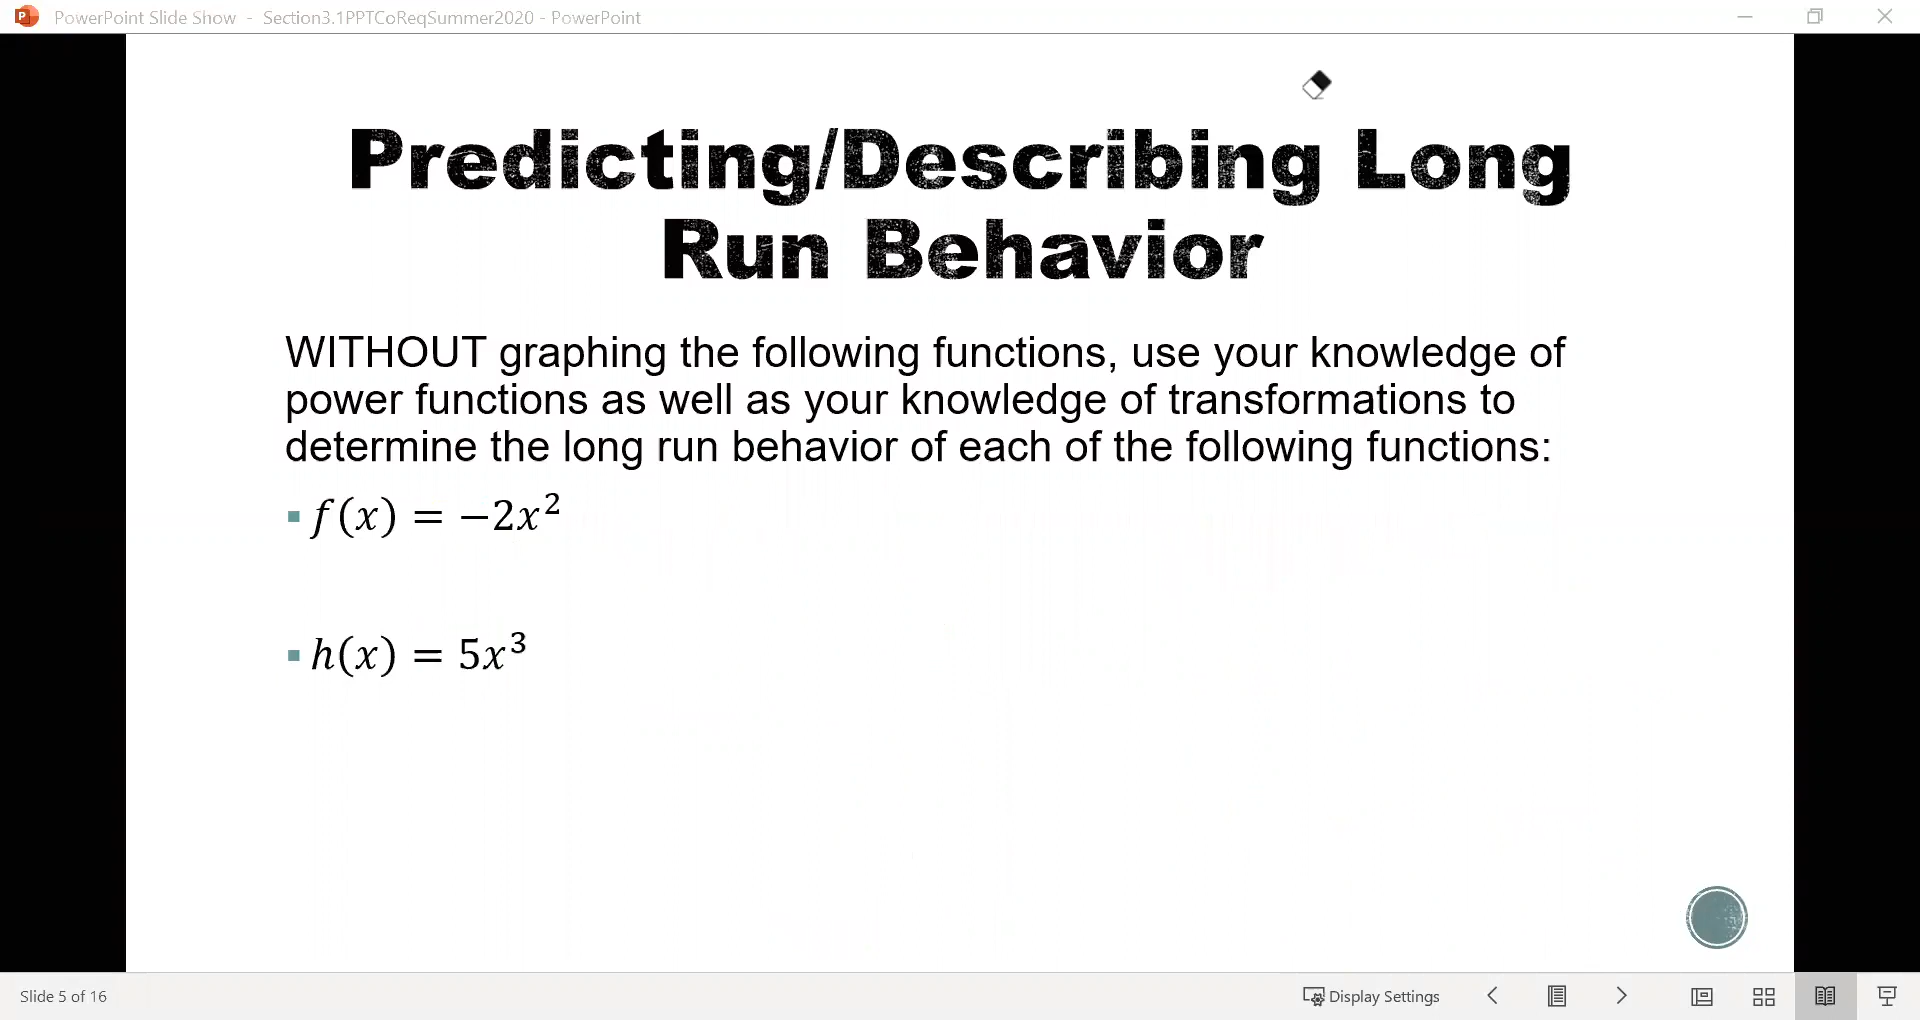 PowerPoint Slide Show - Section3.1PPTCoReqSummer2020 - PowerPoint
Predicting/Describing Long
Run Behavior
WITHOUT graphing the following functions, use your knowledge of
power functions as well as your knowledge of transformations to
determine the long run behavior of each of the following functions:
▪ f(x) = −2x²
▪ h(x) = 5x³
Slide 5 of 16 Display Settings